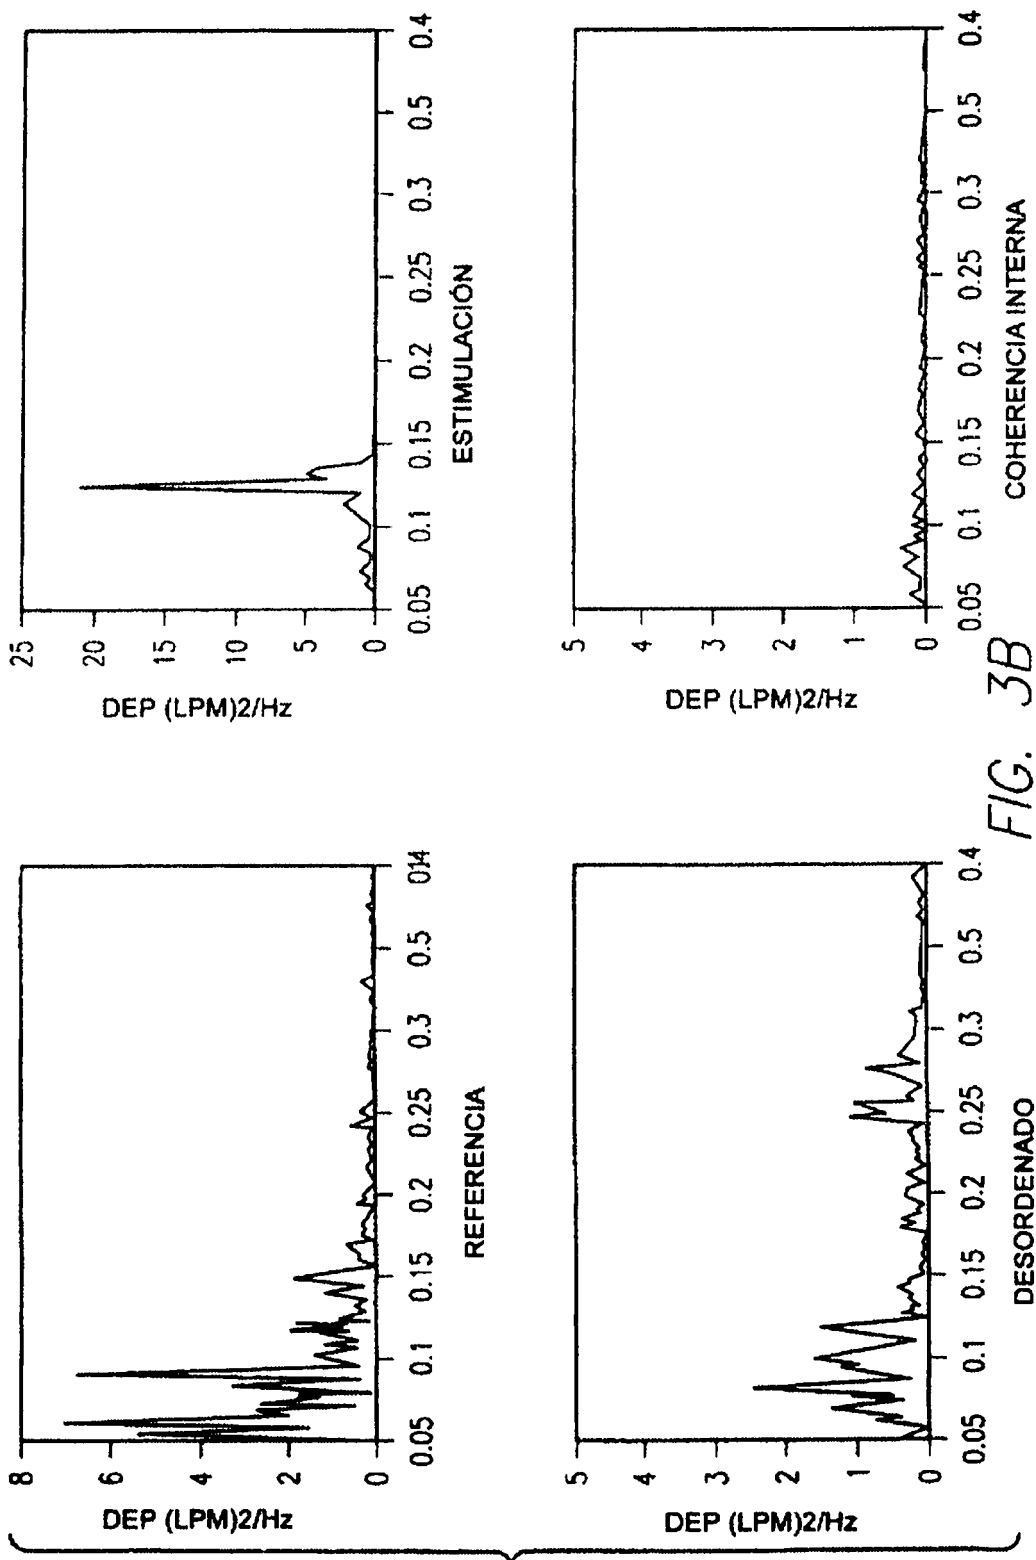 DEP (LPM)2/Hz
8
6
4
2
0
0.05 0.1 0.15 0.2 0.25 0.3 0.5 014
REFERENCIA
DEP (LPM)2/Hz
25
20
15
10
5
0
0.05 0.1 0.15 0.2 0.25 0.3 0.5 0.4
ESTIMULACIÓN
DEP (LPM)2/Hz
5
4
3
2
1
0
0.05 0.1 0.15 0.2 0.25 0.3 0.5 0.4
DESORDENADO
DEP (LPM)2/Hz
5
4
3
2
1
0
0.05 0.1 0.15 0.2 0.25 0.3 0.5 0.4
COHERENCIA INTERNA
FIG. 3B